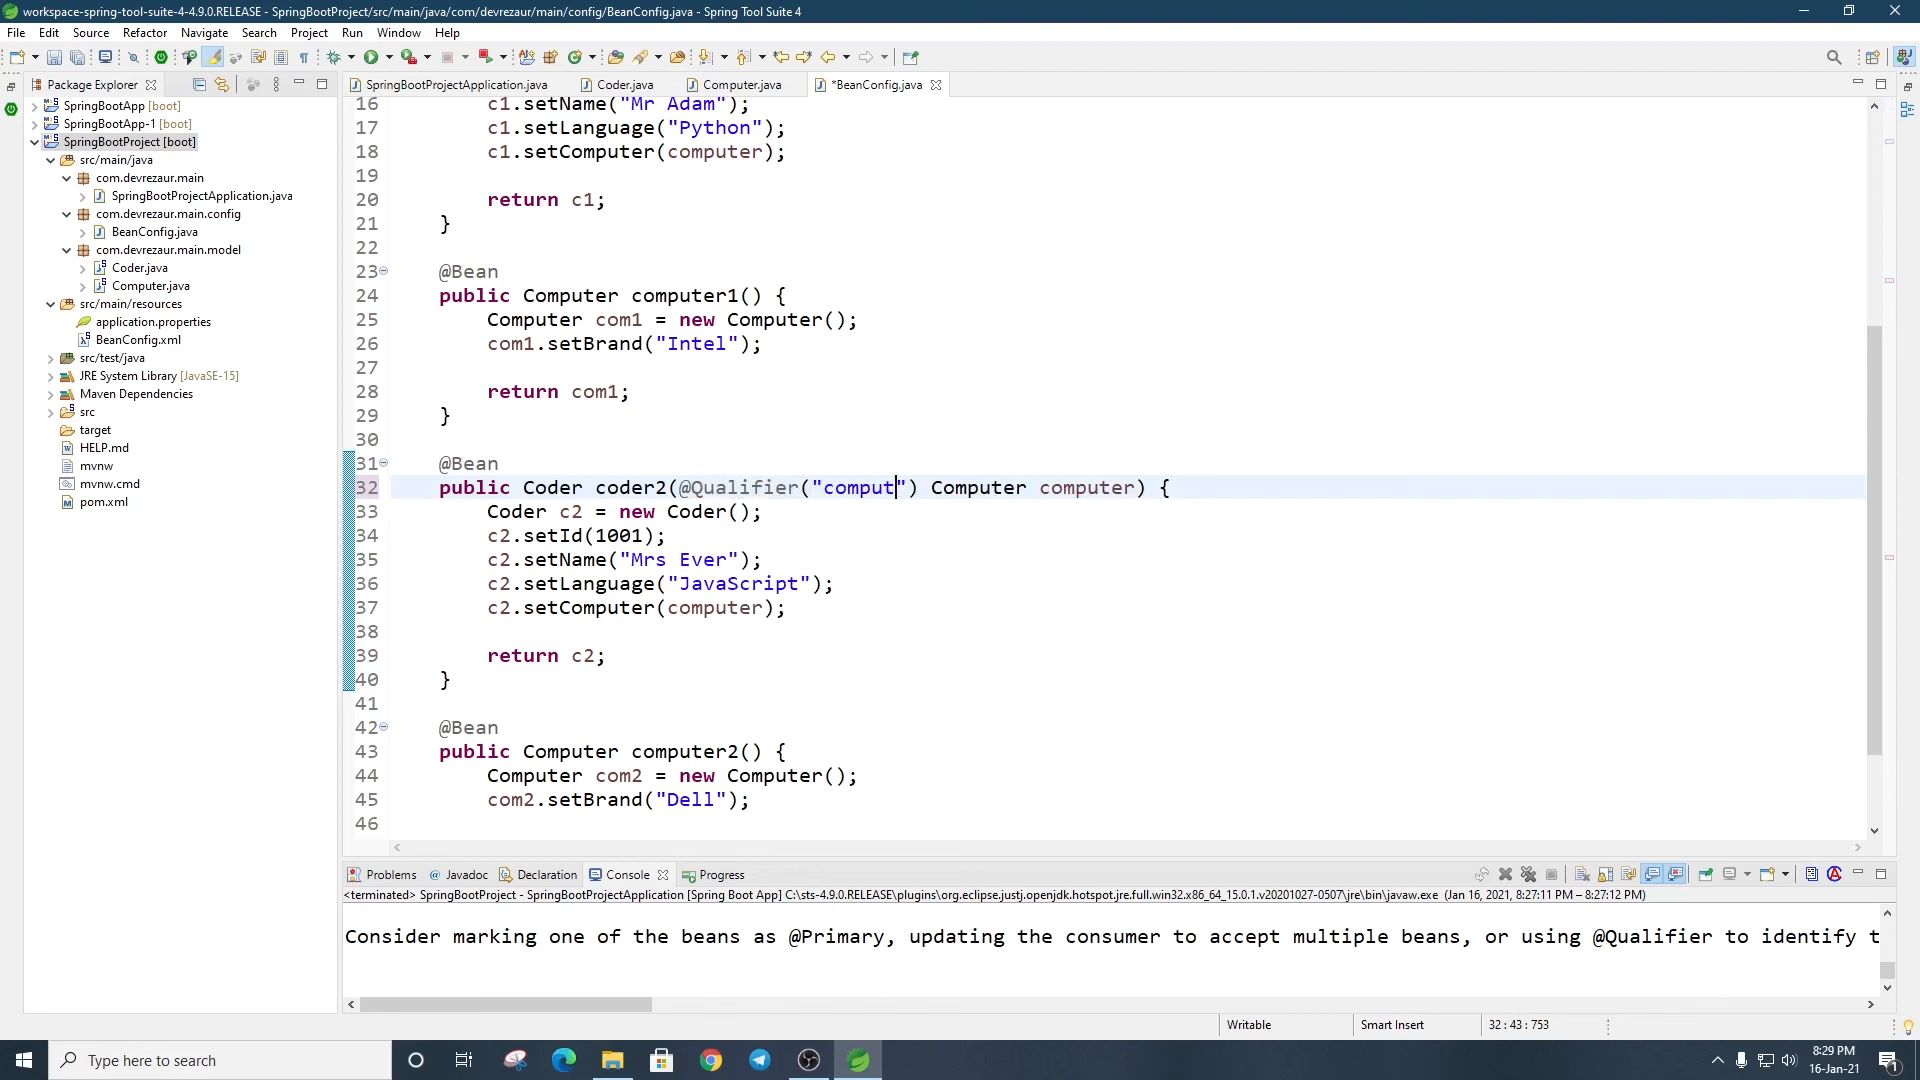 workspace-spring-tool-suite-4-4.9.0.RELEASE - SpringBootProject/src/main/java/com/devrezaur/main/config/BeanConfig.java - Spring Tool Suite 4
File Edit Source Refactor Navigate Search Project Run Window Help
Package Explorer
SpringBootProjectApplication.java Coder.java Computer.java *BeanConfig.java
SpringBootApp [boot]
SpringBootApp-1 [boot]
SpringBootProject [boot]
src/main/java
com.devrezaur.main
SpringBootProjectApplication.java
com.devrezaur.main.config
BeanConfig.java
com.devrezaur.main.model
Coder.java
Computer.java
src/main/resources
application.properties
BeanConfig.xml
src/test/java
JRE System Library [JavaSE-15]
Maven Dependencies
src
target
HELP.md
mvnw
mvnw.cmd
pom.xml
16 c1.setName("Mr Adam");
17 c1.setLanguage("Python");
18 c1.setComputer(computer);
19
20 return c1;
21 }
22
23 @Bean
24 public Computer computer1() {
25 Computer com1 = new Computer();
26 com1.setBrand("Intel");
27
28 return com1;
29 }
30
31 @Bean
32 public Coder coder2(@Qualifier("comput") Computer computer) {
33 Coder c2 = new Coder();
34 c2.setId(1001);
35 c2.setName("Mrs Ever");
36 c2.setLanguage("JavaScript");
37 c2.setComputer(computer);
38
39 return c2;
40 }
41
42 @Bean
43 public Computer computer2() {
44 Computer com2 = new Computer();
45 com2.setBrand("Dell");
46
Problems @ Javadoc Declaration Console Progress
<terminated> SpringBootProject - SpringBootProjectApplication [Spring Boot App] C:\sts-4.9.0.RELEASE\plugins\org.eclipse.justj.openjdk.hotspot.jre.full.win32.x86_64_15.0.1.v20201027-0507\jre\bin\javaw.exe (Jan 16, 2021, 8:27:11 PM – 8:27:12 PM)
Consider marking one of the beans as @Primary, updating the consumer to accept multiple beans, or using @Qualifier to identify t
Writable Smart Insert 32 : 43 : 753
Type here to search
8:29 PM
16-Jan-21
1